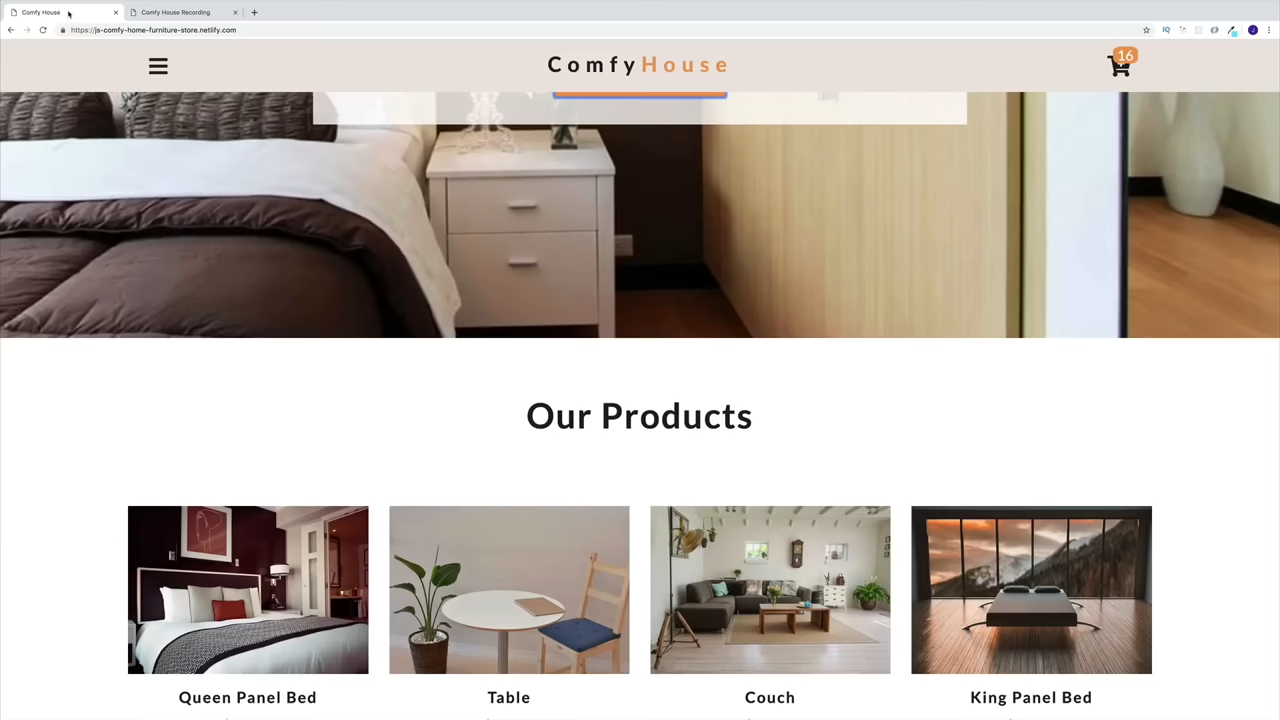 Comfy House
Comfy House Recording
https://js-comfy-home-furniture-store.netlify.com
IQ
J
ComfyHouse
16
Our Products
Queen Panel Bed
Table
Couch
King Panel Bed